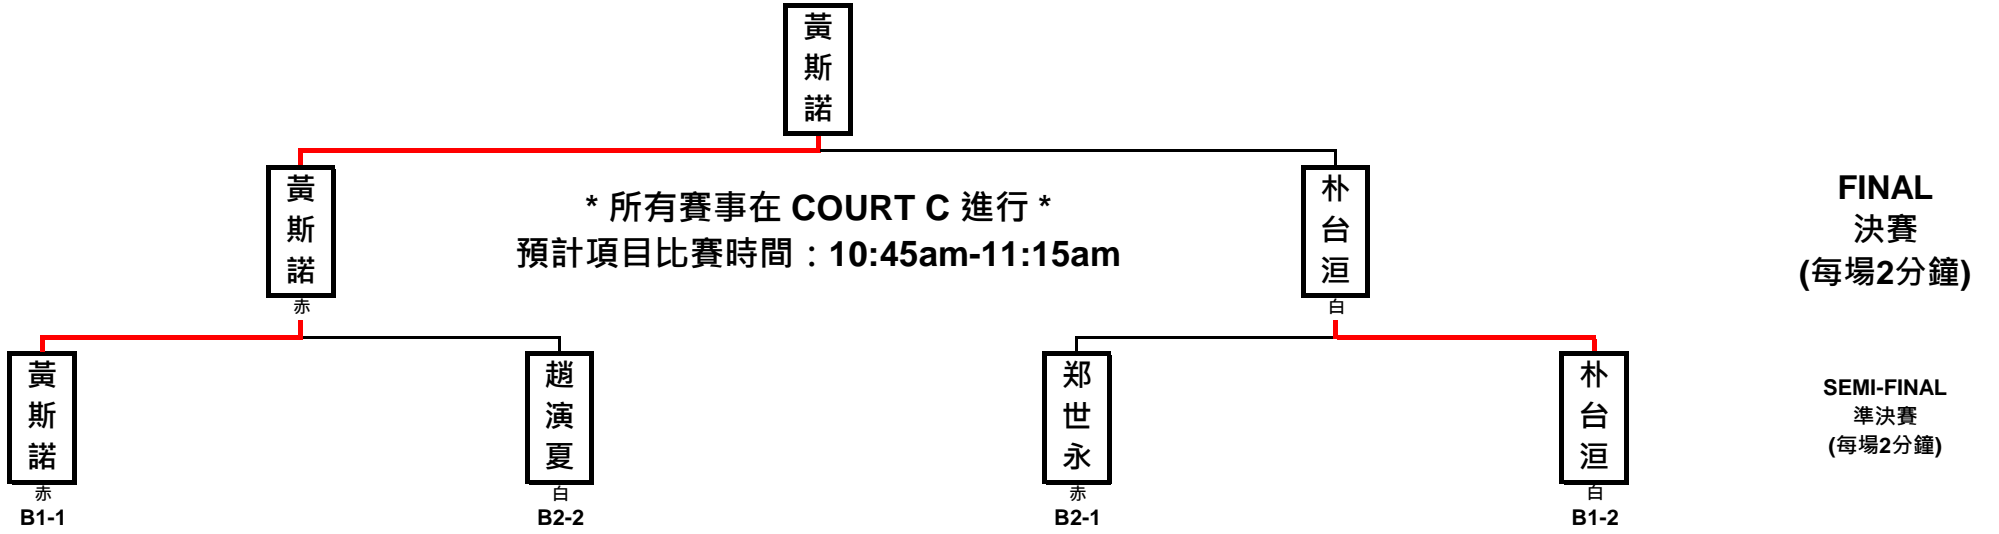 黃斯諾
黃斯諾
赤
* 所有賽事在 COURT C 進行 *
預計項目比賽時間：10:45am-11:15am
朴台洹
白
FINAL
決賽
(每場2分鐘)
黃斯諾
赤
B1-1
趙演夏
白
B2-2
郑世永
赤
B2-1
朴台洹
白
B1-2
SEMI-FINAL
準決賽
(每場2分鐘)